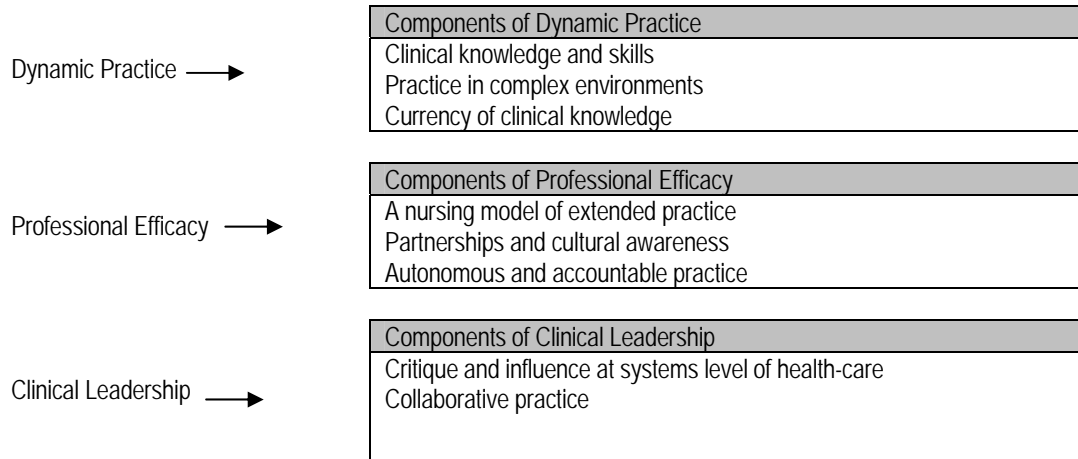 Components of Dynamic Practice
Dynamic Practice
Clinical knowledge and skills
Practice in complex environments
Currency of clinical knowledge
Components of Professional Efficacy
Professional Efficacy
A nursing model of extended practice
Partnerships and cultural awareness
Autonomous and accountable practice
Components of Clinical Leadership
Clinical Leadership
Critique and influence at systems level of health-care
Collaborative practice